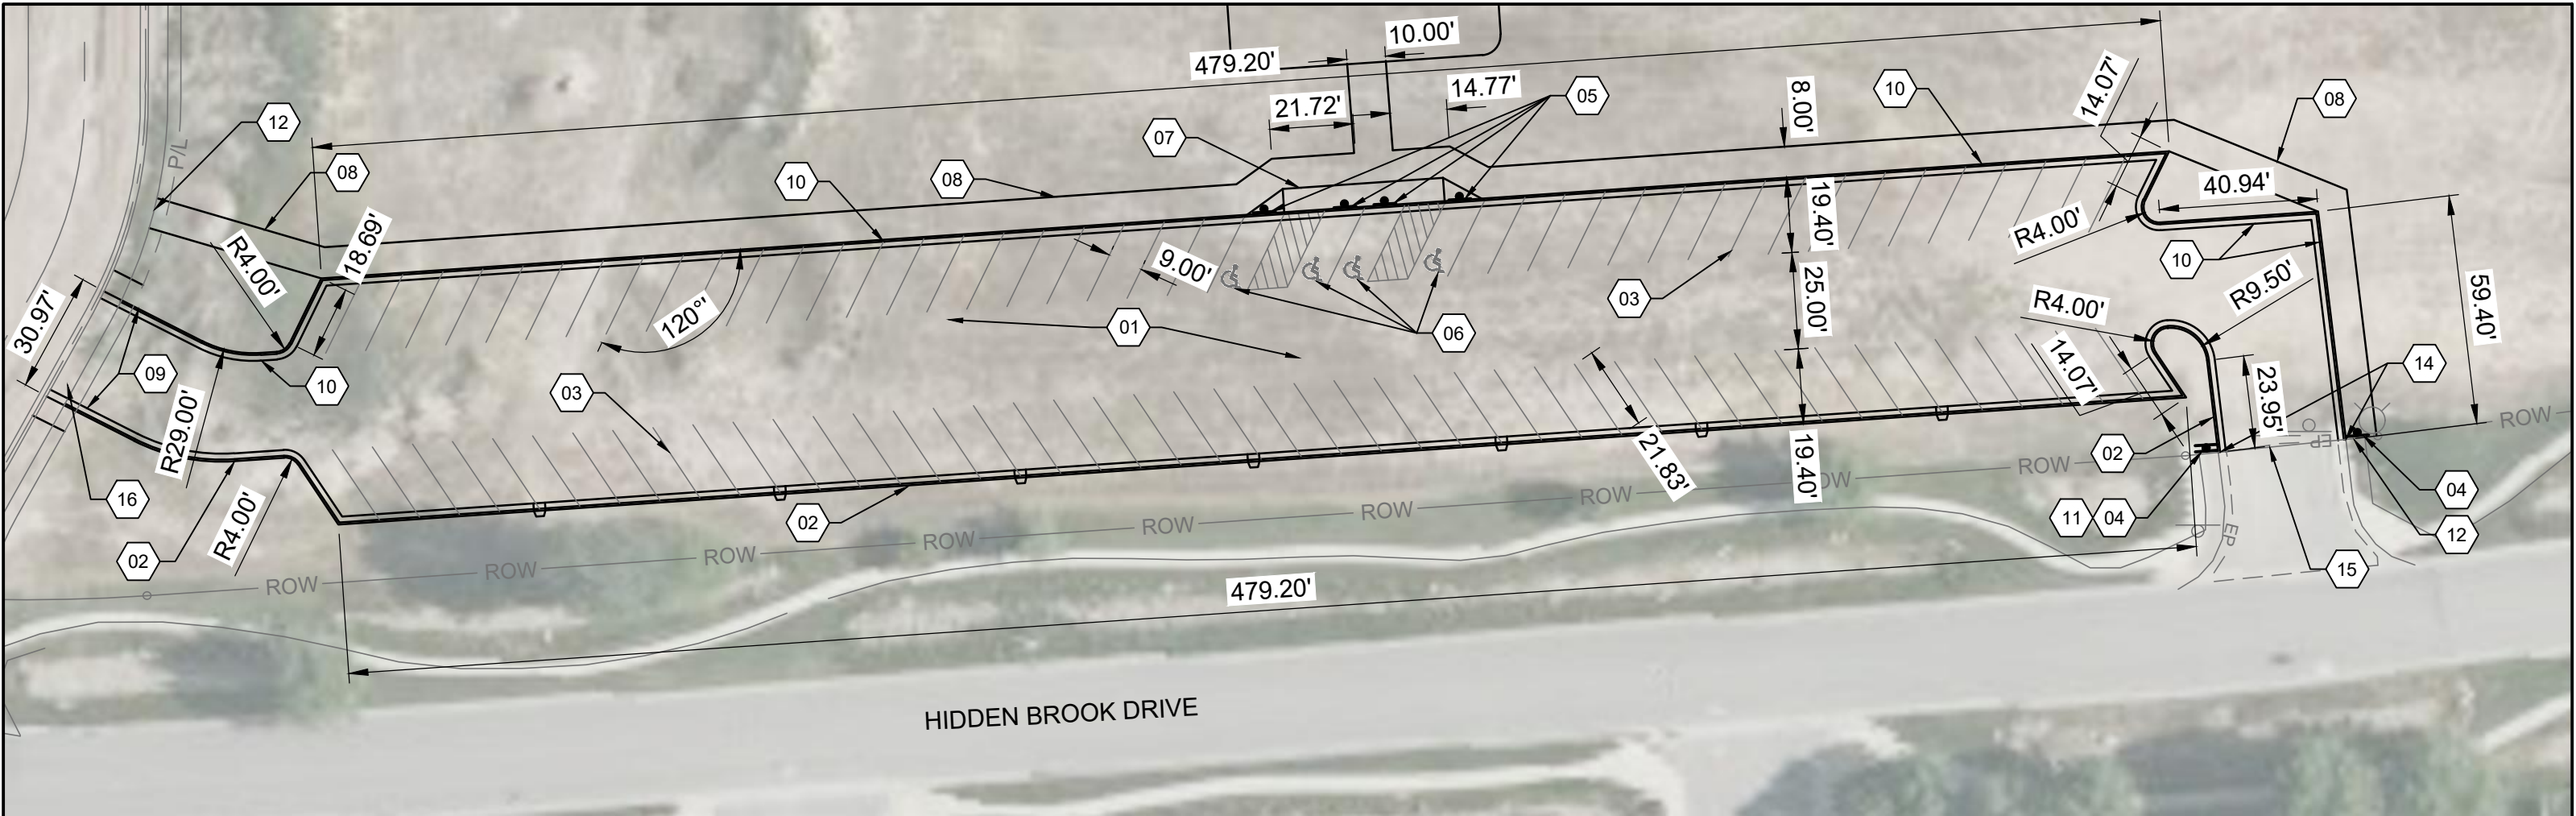 10.00'
479.20'
14.77'
21.72'
05
8.00'
10
14.07'
08
12
P/L
08
07
10
08
18.69'
R4.00'
19.40'
40.94'
R4.00'
10
9.00'
120°
01
06
03
25.00'
R9.50'
R4.00'
59.40'
30.97'
09
10
03
14.07'
23.95'
14
R29.00'
21.83'
19.40'
02
EP
ROW
04
16
02
R4.00'
02
11
04
12
EP
15
ROW
ROW
ROW
ROW
ROW
ROW
ROW
OW
ROW
479.20'
HIDDEN BROOK DRIVE